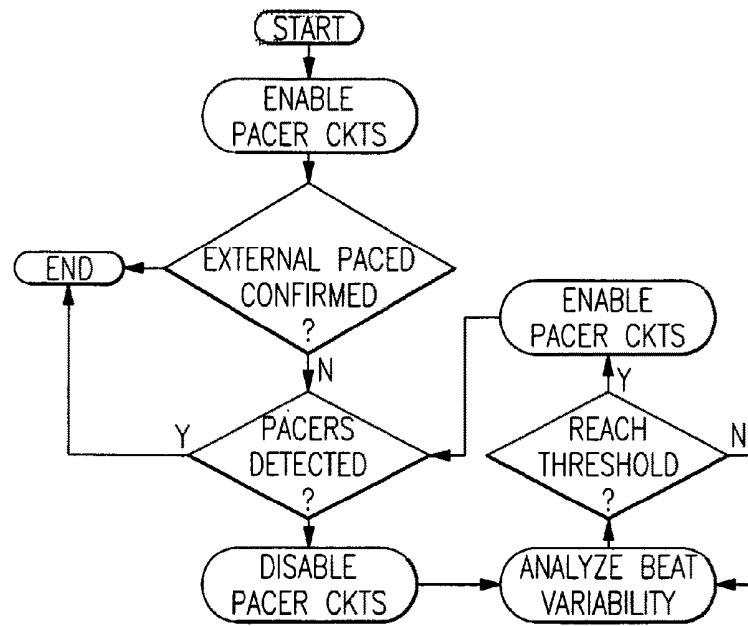 START
ENABLE
PACER CKTS
EXTERNAL PACED
CONFIRMED
?
END
N
ENABLE
PACER CKTS
Y
PACERS
DETECTED
?
Y
REACH
THRESHOLD
?
N
DISABLE
PACER CKTS
ANALYZE BEAT
VARIABILITY